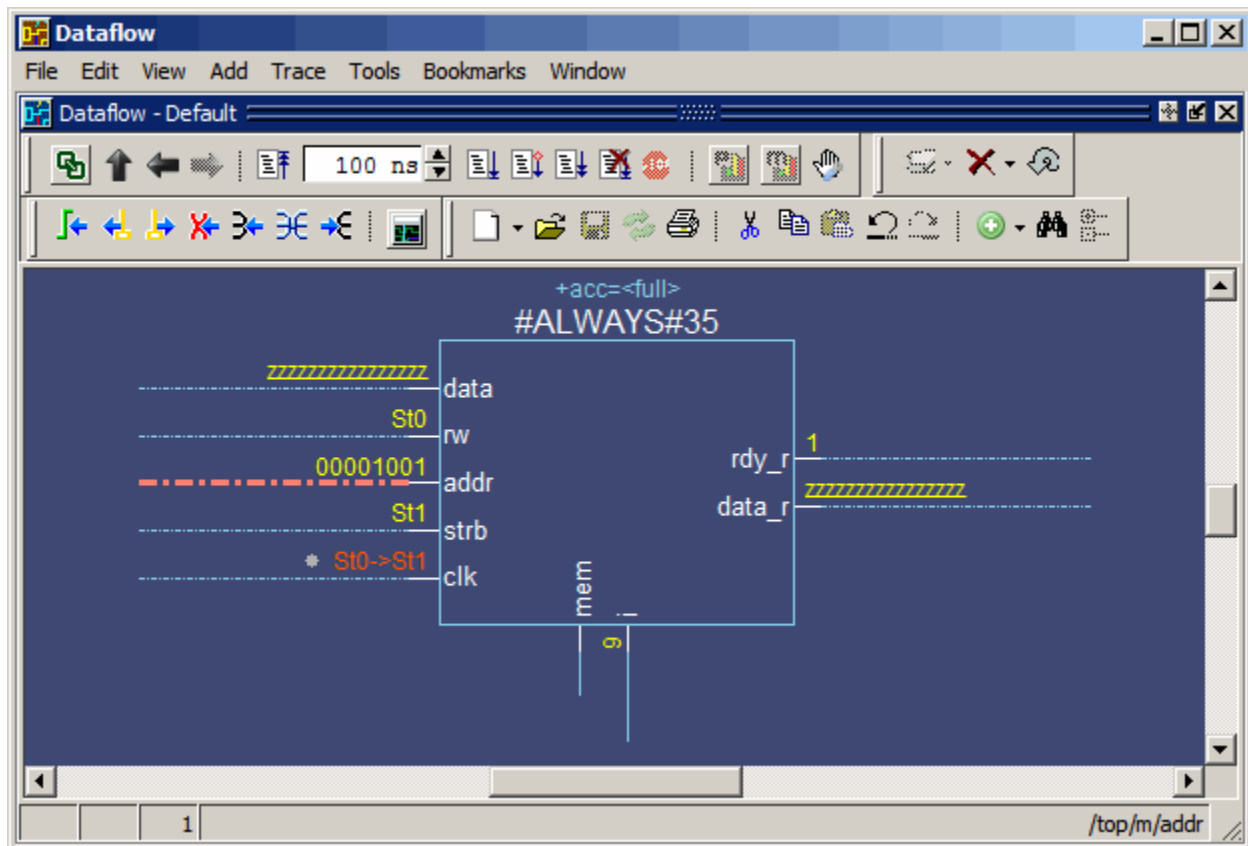 Dataflow
File Edit View Add Trace Tools Bookmarks Window
Dataflow - Default
100 ns
+acc=<full>
#ALWAYS#35
zzzzzzzzzzzzzzzz
data
St0
rw
1
rdy_r
00001001
addr
zzzzzzzzzzzzzzzz
data_r
St1
strb
St0->St1
clk
mem
i
9
1
/top/m/addr